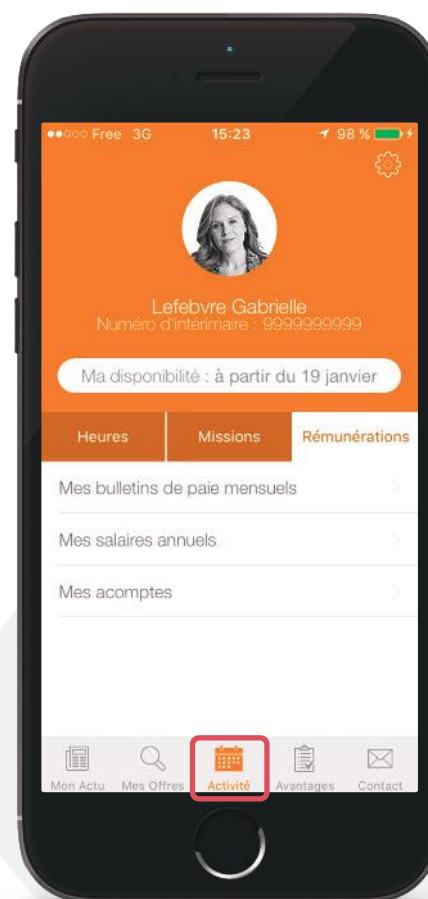 Free 3G 15:23 98 %
Lefebvre Gabrielle
Numéro d'intérimaire : 9999999999
Ma disponibilité : à partir du 19 janvier
Heures Missions Rémunérations
Mes bulletins de paie mensuels
Mes salaires annuels
Mes acomptes
Mon Actu Mes Offres Activité Avantages Contact